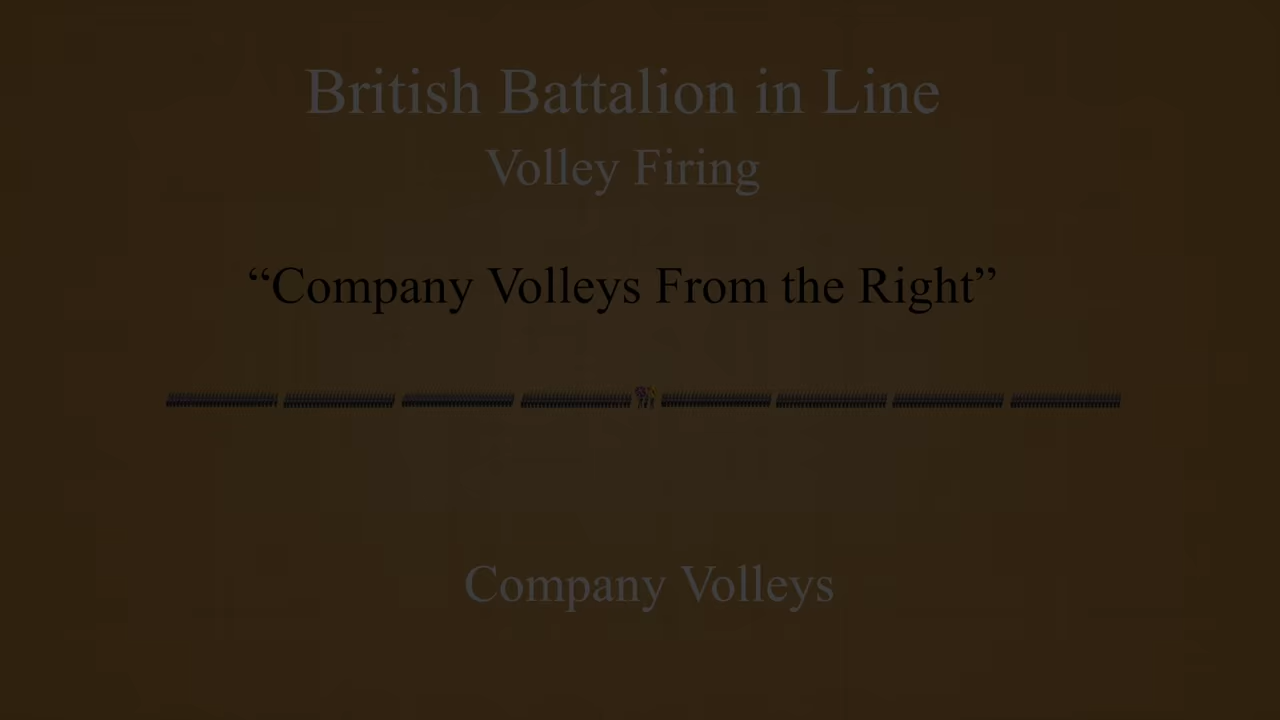 British Battalion in Line
Volley Firing
“Company Volleys From the Right”
Company Volleys